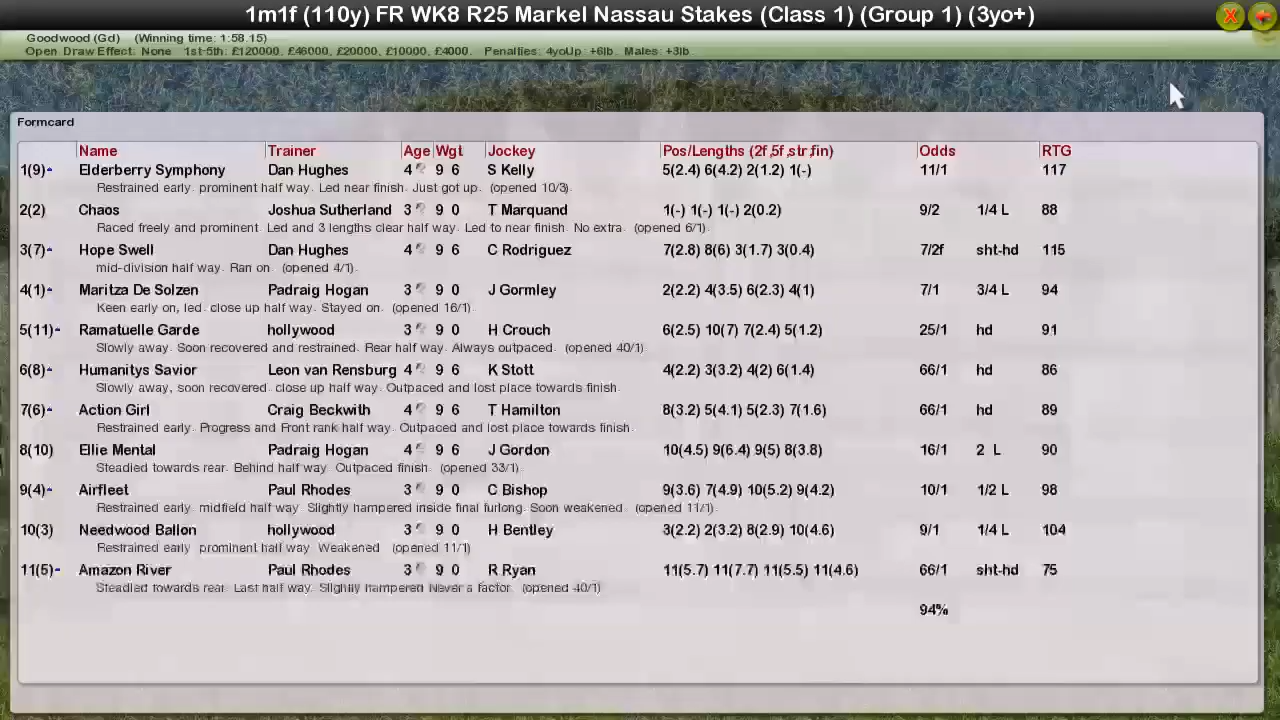 1m1f (110y) FR WK8 R25 Markel Nassau Stakes (Class 1) (Group 1) (3yo+)
Goodwood (Gd) (Winning time: 1:58.15)
Open Draw Effect: None 1st-5th: £120000, £46000, £20000, £10000, £4000. Penalties: 4yoUp: +6lb. Males: +3lb
Formcard
Name Trainer Age Wgt Jockey Pos/Lengths (2f,5f,str,fin) Odds RTG
1(9) Elderberry Symphony Dan Hughes 4 9 6 S Kelly 5(2.4) 6(4.2) 2(1.2) 1(-) 11/1 117
Restrained early. prominent half way. Led near finish. Just got up. (opened 10/3).
2(2) Chaos Joshua Sutherland 3 9 0 T Marquand 1(-) 1(-) 1(-) 2(0.2) 9/2 1/4 L 88
Raced freely and prominent. Led and 3 lengths clear half way. Led to near finish. No extra. (opened 6/1).
3(7) Hope Swell Dan Hughes 4 9 6 C Rodriguez 7(2.8) 8(6) 3(1.7) 3(0.4) 7/2f sht-hd 115
mid-division half way. Ran on. (opened 4/1).
4(1) Maritza De Solzen Padraig Hogan 3 9 0 J Gormley 2(2.2) 4(3.5) 6(2.3) 4(1) 7/1 3/4 L 94
Keen early on, led. close up half way. Stayed on. (opened 16/1).
5(11) Ramatuelle Garde hollywood 3 9 0 H Crouch 6(2.5) 10(7) 7(2.4) 5(1.2) 25/1 hd 91
Slowly away. Soon recovered and restrained. Rear half way. Always outpaced. (opened 40/1).
6(8) Humanitys Savior Leon van Rensburg 4 9 6 K Stott 4(2.2) 3(3.2) 4(2) 6(1.4) 66/1 hd 86
Slowly away, soon recovered. close up half way. Outpaced and lost place towards finish.
7(6) Action Girl Craig Beckwith 4 9 6 T Hamilton 8(3.2) 5(4.1) 5(2.3) 7(1.6) 66/1 hd 89
Restrained early. Progress and Front rank half way. Outpaced and lost place towards finish.
8(10) Ellie Mental Padraig Hogan 4 9 6 J Gordon 10(4.5) 9(6.4) 9(5) 8(3.8) 16/1 2 L 90
Steadied towards rear. Behind half way. Outpaced finish. (opened 33/1).
9(4) Airfleet Paul Rhodes 3 9 0 C Bishop 9(3.6) 7(4.9) 10(5.2) 9(4.2) 10/1 1/2 L 98
Restrained early. midfield half way. Slightly hampered inside final furlong. Soon weakened. (opened 11/1).
10(3) Needwood Ballon hollywood 3 9 0 H Bentley 3(2.2) 2(3.2) 8(2.9) 10(4.6) 9/1 1/4 L 104
Restrained early. prominent half way. Weakened. (opened 11/1)
11(5) Amazon River Paul Rhodes 3 9 0 R Ryan 11(5.7) 11(7.7) 11(5.5) 11(4.6) 66/1 sht-hd 75
Steadied towards rear. Last half way. Slightly hampered Never a factor. (opened 40/1)
94%